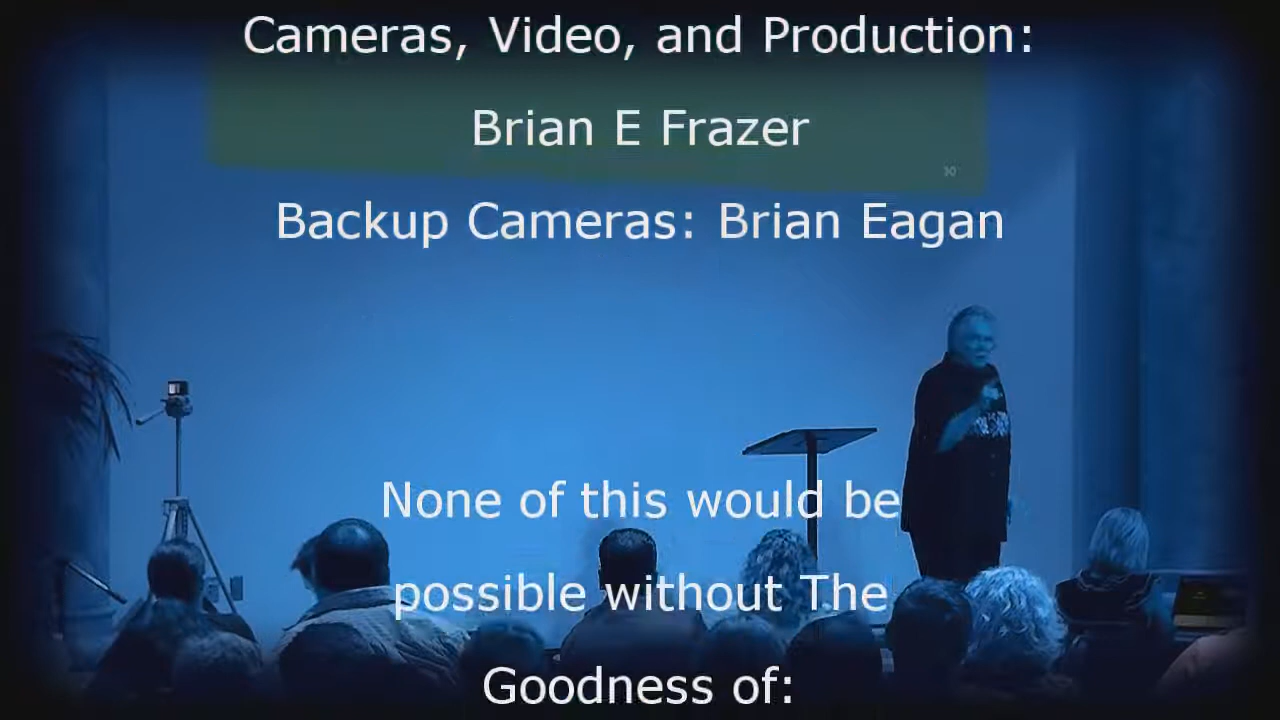 Cameras, Video, and Production:
Brian E Frazer
Backup Cameras: Brian Eagan
None of this would be
possible without The
Goodness of: